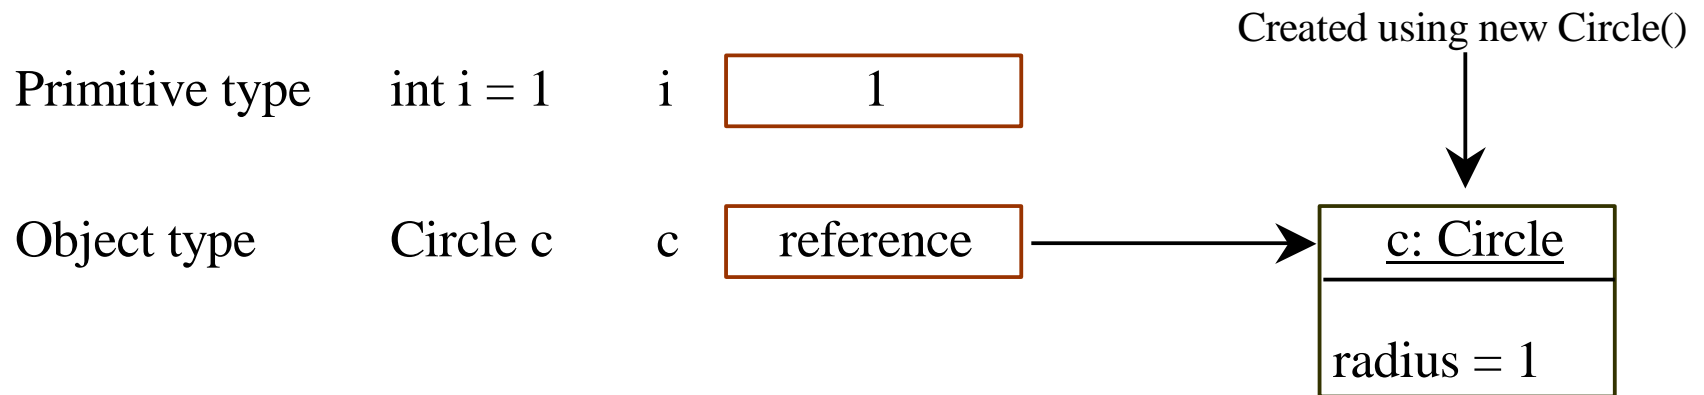 Created using new Circle()
Primitive type int i = 1 i 1
Object type Circle c c reference c: Circle
radius = 1